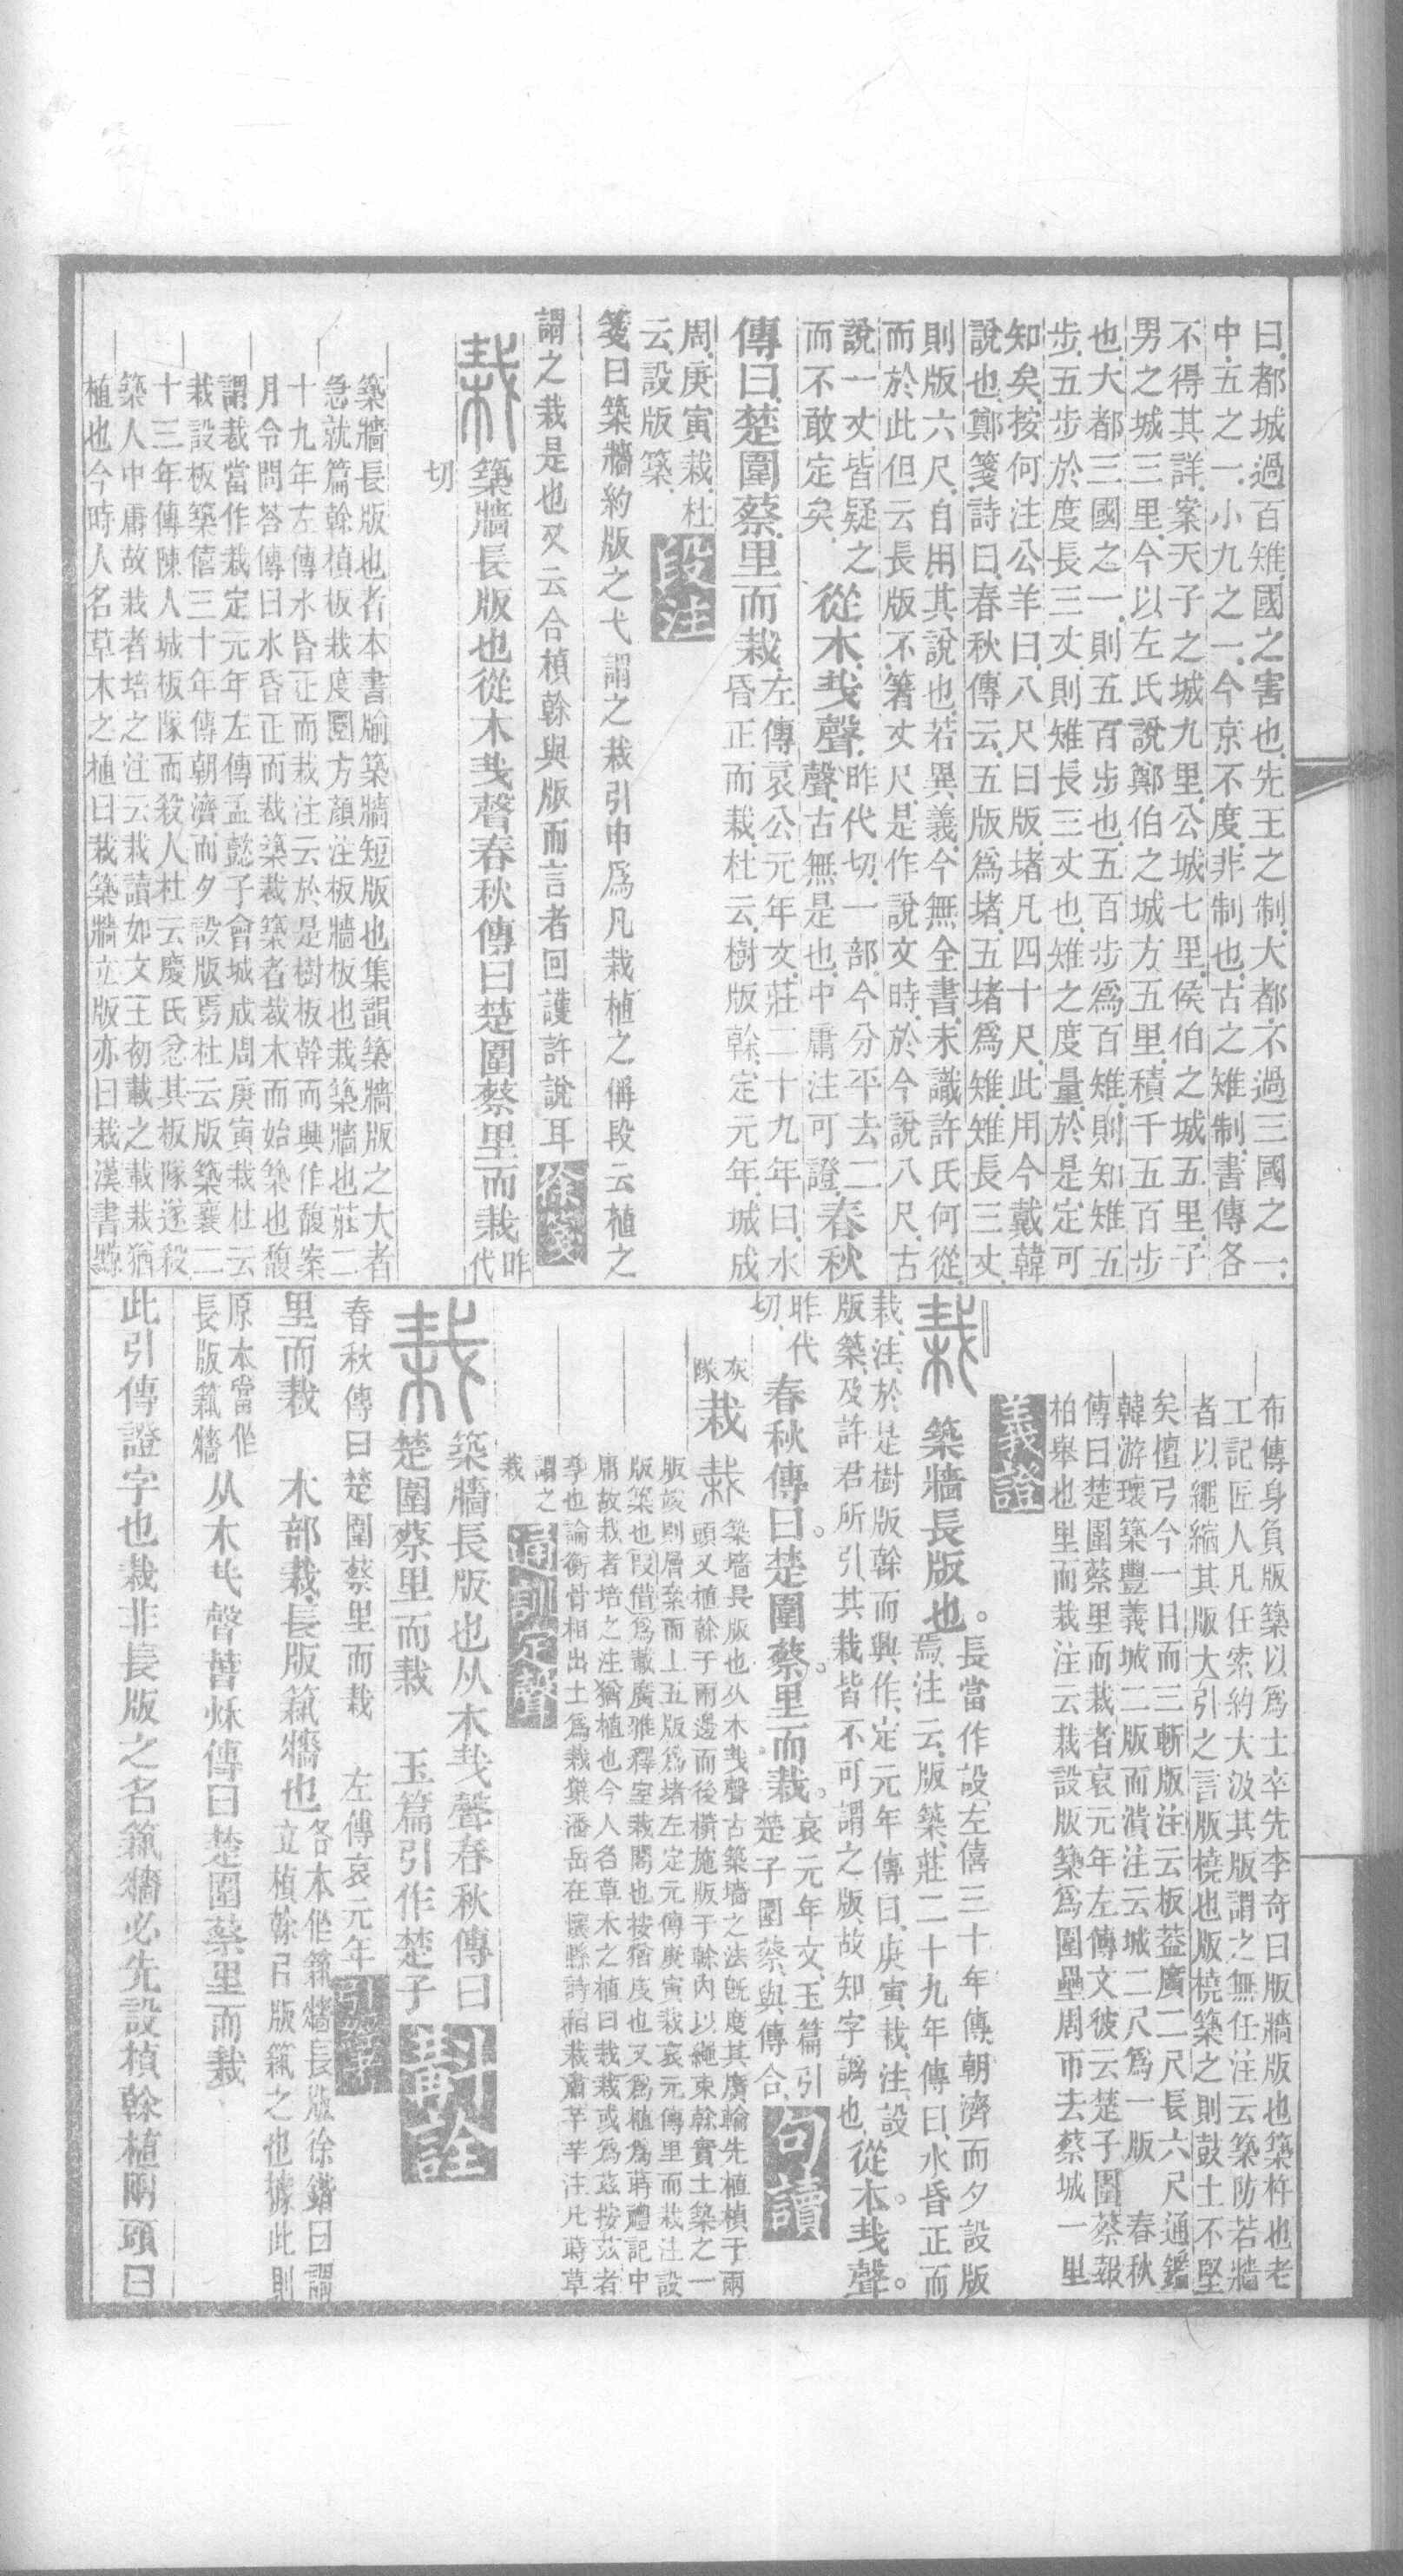 曰都城過百雉國之害也先王之制大都不過三國之一
中五之一小九之一今京不度非制也古之雉制書傳各
不得其詳案天子之城九里公城七里侯伯之城五里子
男之城三里今以左氏說鄭伯之城方五里積千五百步
也大都三國之一則五百步也五百步爲百雉則知雉五
步五步於度長三丈則雉長三丈也雉之度量於是定可
知矣按何注公羊曰八尺曰版堵凡四十尺此用今戴韓
說也鄭箋詩曰春秋傳云五版爲堵五堵爲雉雉長三丈
則版六尺自用其說也若異義今無全書未識許氏何從
而於此但云長版不箸丈尺是作說文時於今說八尺古
說一丈皆疑之
而不敢定矣
從木𢦏聲
昨代切一部今分平去二
聲古無是也中庸注可證
春秋
傳曰楚圍蔡里而栽
左傳哀公元年文莊二十九年曰水
昏正而栽杜云樹版幹定元年城成
周庚寅栽杜
云設版築
段注
箋曰築牆約版之弋謂之栽引申爲凡栽植之偁段云植之
謂之栽是也又云合楨榦與版而言者回護許說耳
徐箋
栽 築牆長版也從木𢦏聲春秋傳曰楚圍蔡里而栽
昨代
切
築牆長版也者本書牏築牆短版也集韻築牆版之大者
急就篇榦楨板栽度圜方顏注板牆板也栽築牆也莊二
十九年左傳水昏正而栽注云於是樹板幹而興作馥案
月令問荅傳曰水昏正而栽築栽築者栽木而始築也馥
謂裁當作栽定元年左傳孟懿子會城成周庚寅栽杜云
栽設板築僖三十年傳朝濟而夕設版焉杜云版築襄二
十三年傳陳人城板隊而殺人杜云慶氏忿其板隊遂殺
築人中庸故栽者培之注云栽讀如文王初載之載栽猶
植也今時人名草木之植曰栽築牆立版亦曰栽漢書黥
布傳身負版築以爲士卒先李奇曰版牆版也築杵也老
工記匠人凡任索約大汲其版謂之無任注云築防若牆
者以繩縮其版大引之言版橈也版橈築之則鼓土不堅
矣檀弓今一日而三斬版注云板蓋廣二尺長六尺通鑑
韓游瓌築豐義城二版而潰注云城二尺爲一版 春秋
傳曰楚圍蔡里而栽者哀元年左傳文彼云楚子圍蔡報
柏舉也里而栽注云栽設版築爲圍壘周帀去蔡城一里
義證
栽 築牆長版也
長當作設左僖三十年傳朝濟而夕設版
焉注云版築莊二十九年傳曰水昏正而
栽注於是樹版榦而興作定元年傳曰庚寅栽注設
版築及許君所引其栽皆不可謂之版故知字譌也
從木𢦏聲
昨代
切
春秋傳曰楚圍蔡里而栽
哀元年文玉篇引
楚子圍蔡與傳合
句讀
灰
隊
栽 栽
築墻長版也从木𢦏聲古築墻之法旣度其廣輪先植楨于兩
頭又植榦于兩邊而後橫施版于榦內以繩束榦實土築之一
版竣則層絫而上五版爲堵左定元傳庚寅栽哀元傳里而栽注設
版築也叚借爲載廣雅釋室栽閣也按猶庋也又爲植爲蒔禮記中
庸故栽者培之注猶植也今人名草木之植曰栽栽或爲茲按茲者
孳也論衡骨相出土爲栽糵潘岳在懷縣詩稻栽肅芊芊注凡蒔草
謂之
栽
通訓定聲
栽 築牆長版也从木𢦏聲春秋傳曰
楚圍蔡里而栽 玉篇引作楚子
斠詮
春秋傳曰楚圍蔡里而栽 左傳哀元年
引經
里而栽 木部栽長版築牆也
各本作築牆長版徐鍇曰謂
立楨榦吕版築之也據此則
原本當作
長版築牆
从木𢦏聲曾秌傳曰楚圍蔡里而栽
此引傳證字也栽非長版之名築牆必先設楨榦植兩頭曰